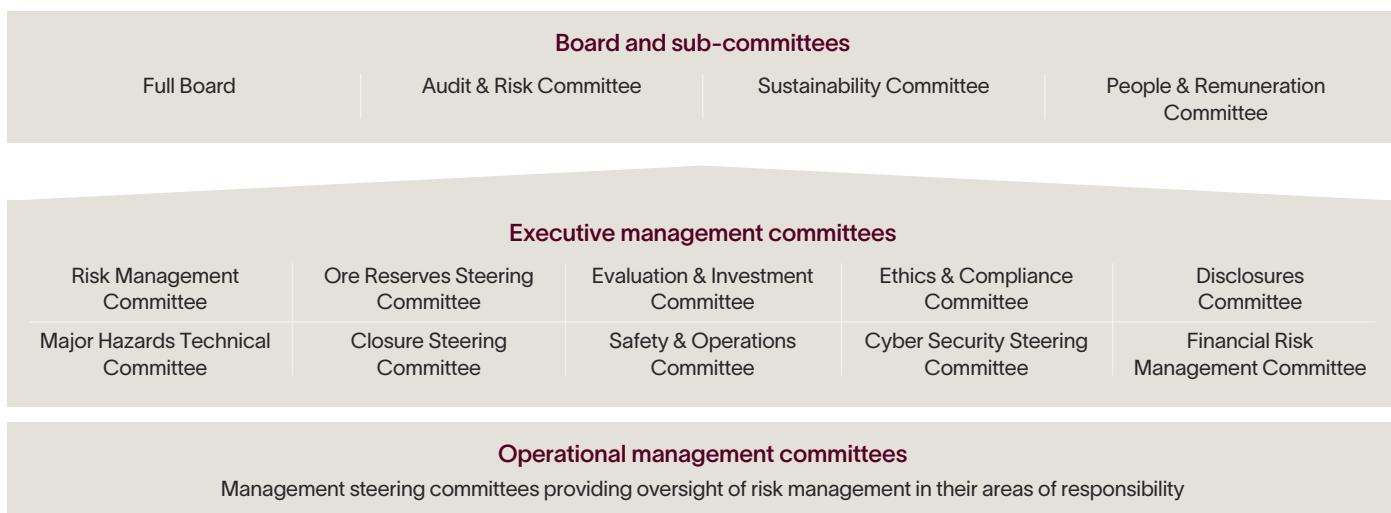 Board and sub-committees
Full Board
Audit & Risk Committee
Sustainability Committee
People & Remuneration
Committee
Executive management committees
Risk Management
Committee
Ore Reserves Steering
Committee
Evaluation & Investment
Committee
Ethics & Compliance
Committee
Disclosures
Committee
Major Hazards Technical
Committee
Closure Steering
Committee
Safety & Operations
Committee
Cyber Security Steering
Committee
Financial Risk
Management Committee
Operational management committees
Management steering committees providing oversight of risk management in their areas of responsibility